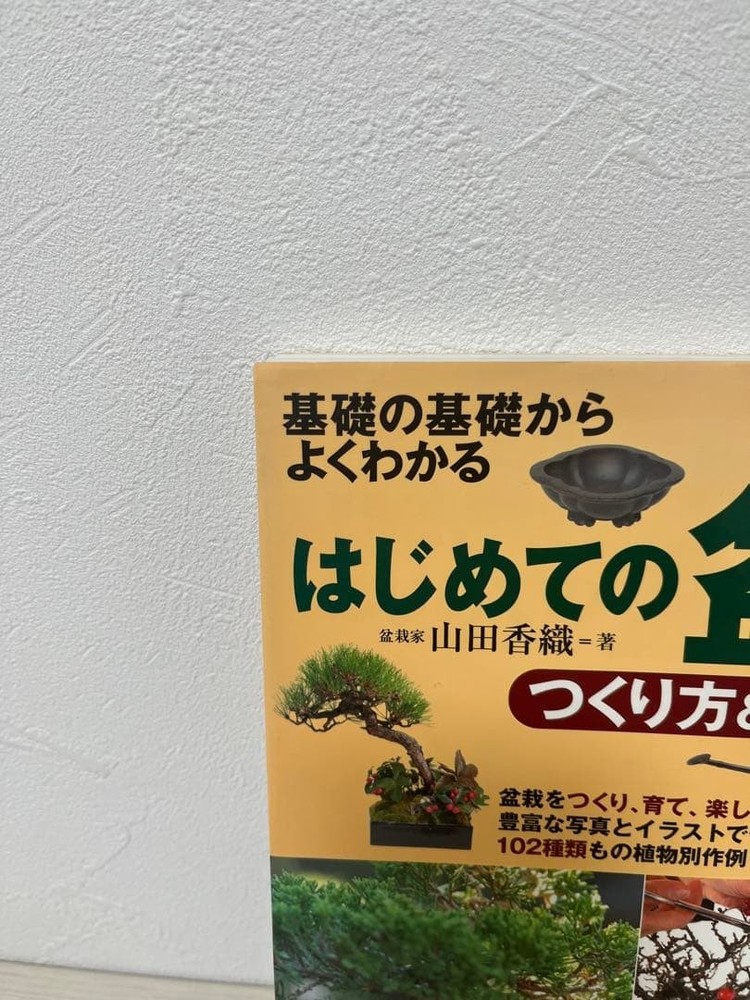 基礎の基礎から
よくわかる
はじめての盆
盆栽家 山田香織=著
つくり方&
盆栽をつくり、育て、楽し
豊富な写真とイラストで
102種類もの植物別作例